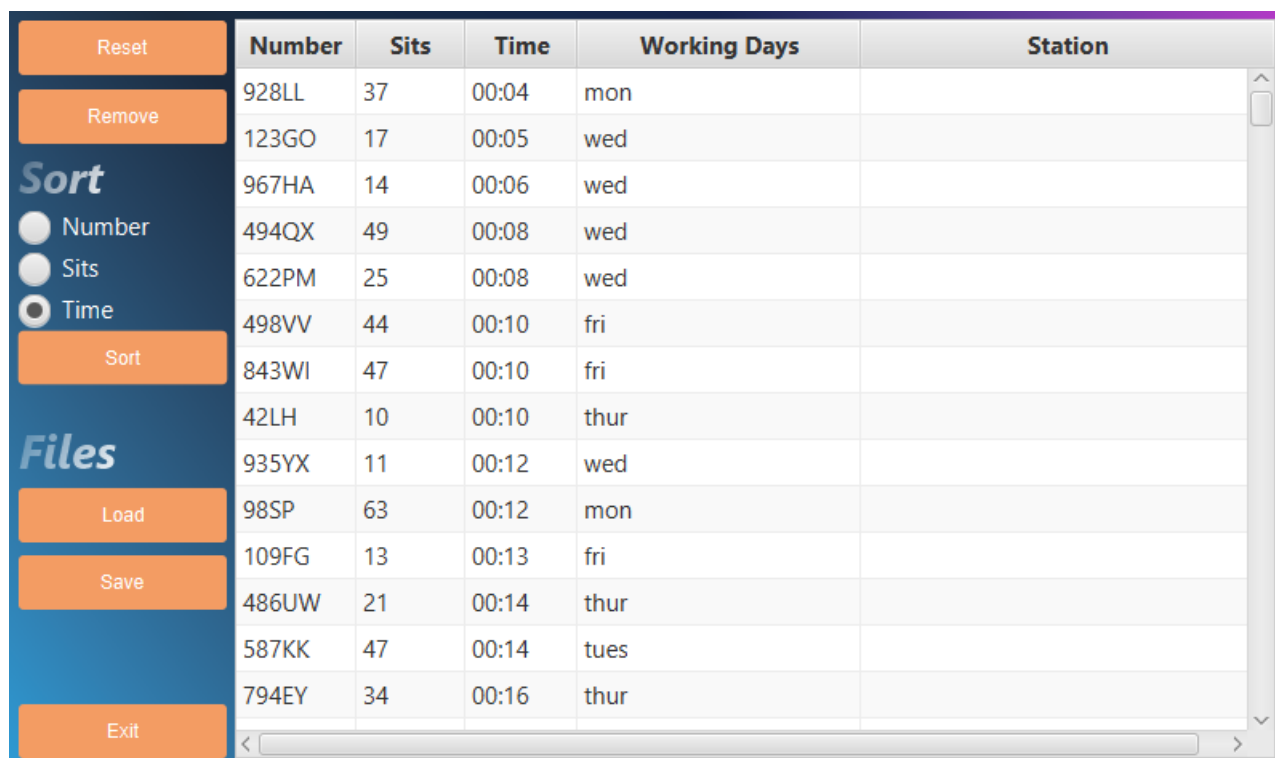 Reset
Remove
Sort
Number
Sits
Time
Sort
Files
Load
Save
Exit
Number Sits Time Working Days Station
928LL 37 00:04 mon
123GO 17 00:05 wed
967HA 14 00:06 wed
494QX 49 00:08 wed
622PM 25 00:08 wed
498VV 44 00:10 fri
843WI 47 00:10 fri
42LH 10 00:10 thur
935YX 11 00:12 wed
98SP 63 00:12 mon
109FG 13 00:13 fri
486UW 21 00:14 thur
587KK 47 00:14 tues
794EY 34 00:16 thur